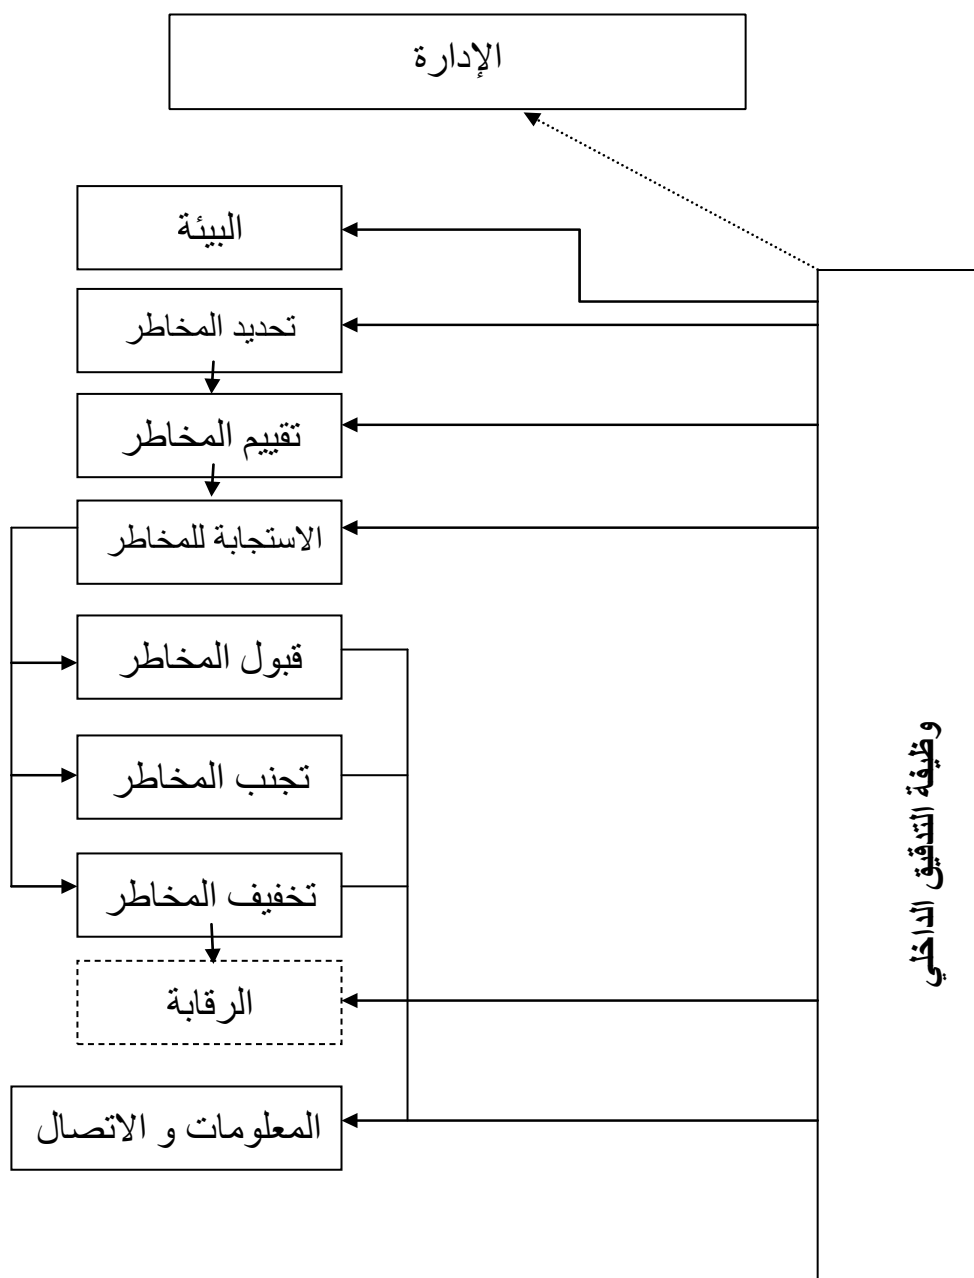 الإدارة
البيئة
تحديد المخاطر
تقييم المخاطر
الاستجابة للمخاطر
قبول المخاطر
تجنب المخاطر
تخفيف المخاطر
الرقابة
المعلومات و الاتصال
وظيفة التدقيق الداخلي